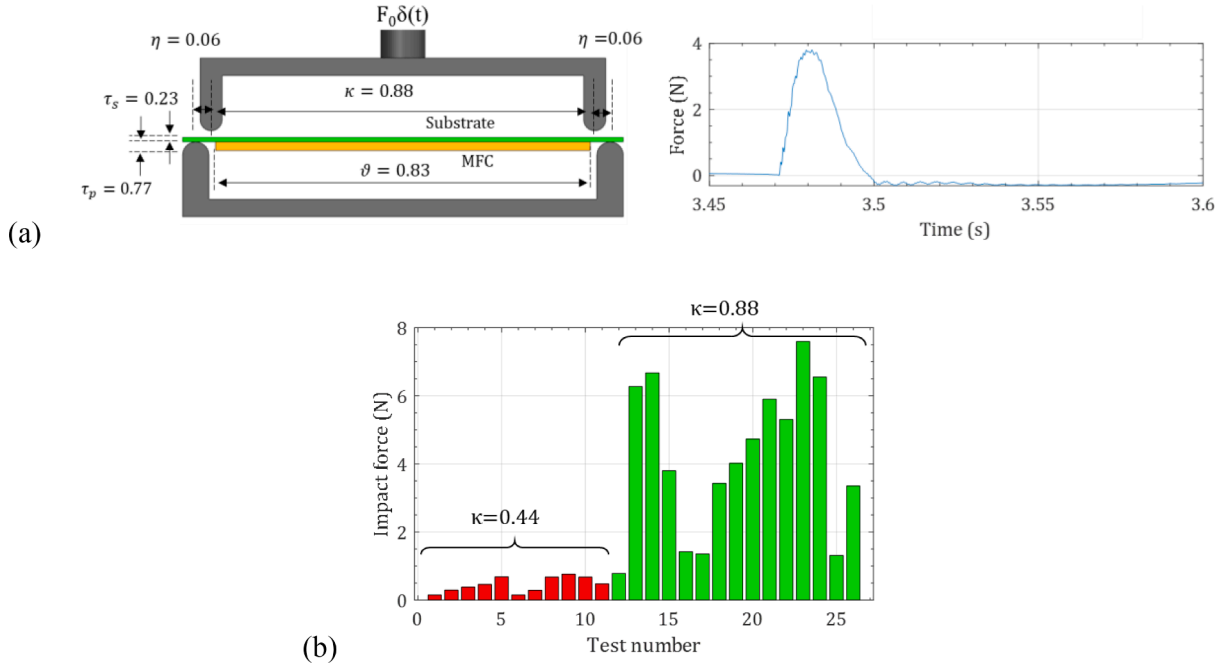 F₀δ(t)
η = 0.06
η = 0.06
τₛ = 0.23
κ = 0.88
Substrate
MFC
τₚ = 0.77
ϑ = 0.83
(a)
4
2
0
Force (N)
3.45
3.5
3.55
3.6
Time (s)
κ=0.88
κ=0.44
8
6
4
2
0
Impact force (N)
0
5
10
15
20
25
Test number
(b)